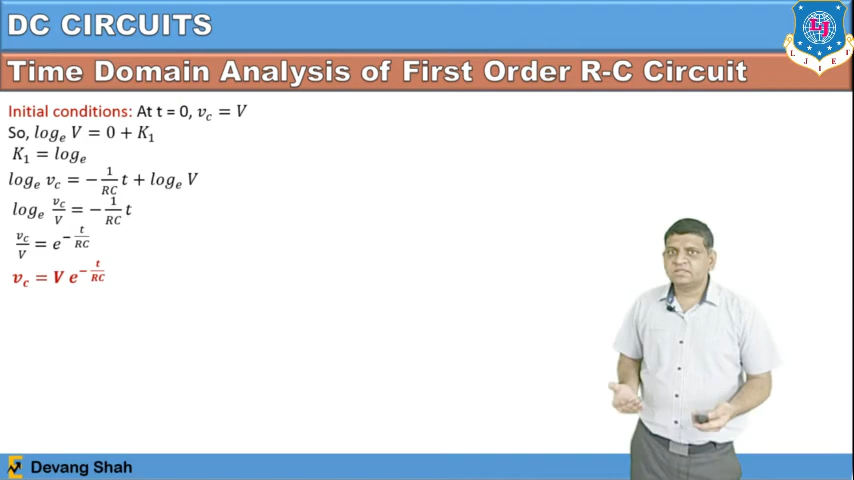 DC CIRCUITS
Time Domain Analysis of First Order R-C Circuit
LJ
L J I E T
Initial conditions: At t = 0, v_c = V
So, log_e V = 0 + K_1
K_1 = log_e
log_e v_c = − 1/RC t + log_e V
log_e v_c/V = − 1/RC t
v_c/V = e^(− t/RC)
v_c = V e^(− t/RC)
Devang Shah